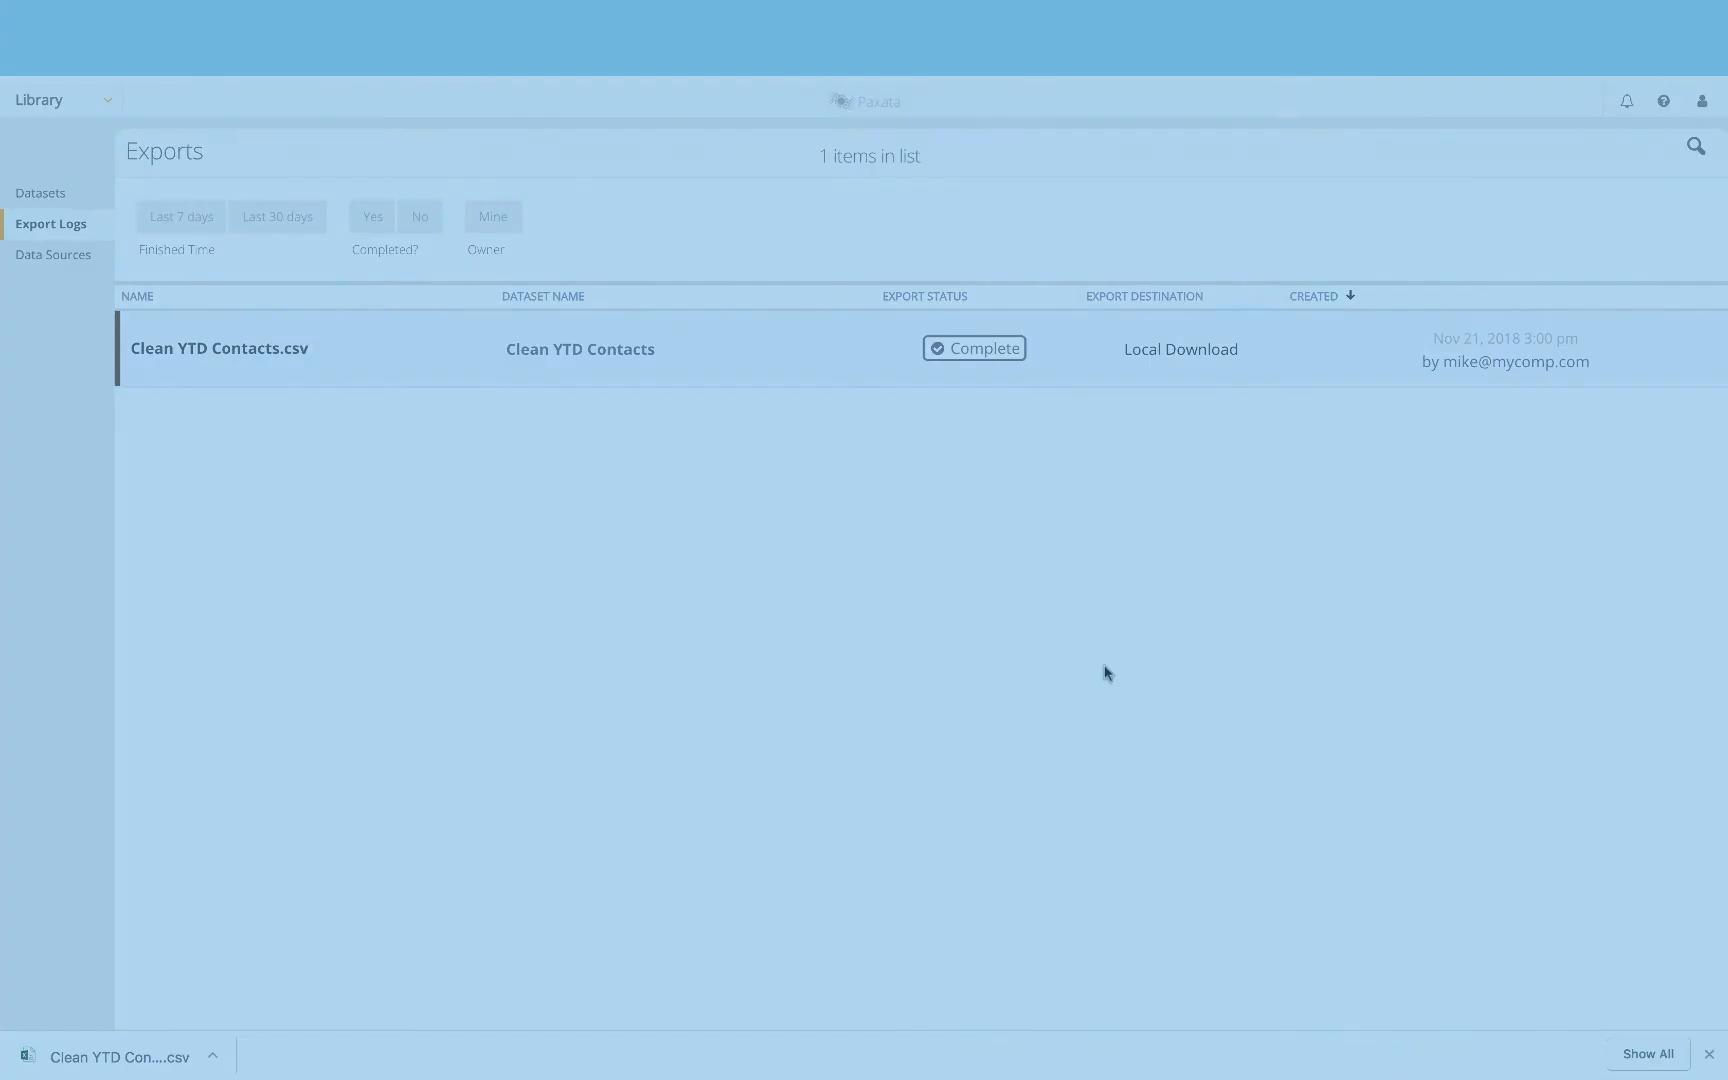 Library
Paxata
Exports
1 items in list
Datasets
Export Logs
Data Sources
Last 7 days
Last 30 days
Yes
No
Mine
Finished Time
Completed?
Owner
NAME
DATASET NAME
EXPORT STATUS
EXPORT DESTINATION
CREATED
Clean YTD Contacts.csv
Clean YTD Contacts
Complete
Local Download
Nov 21, 2018 3:00 pm
by mike@mycomp.com
Clean YTD Con....csv
Show All